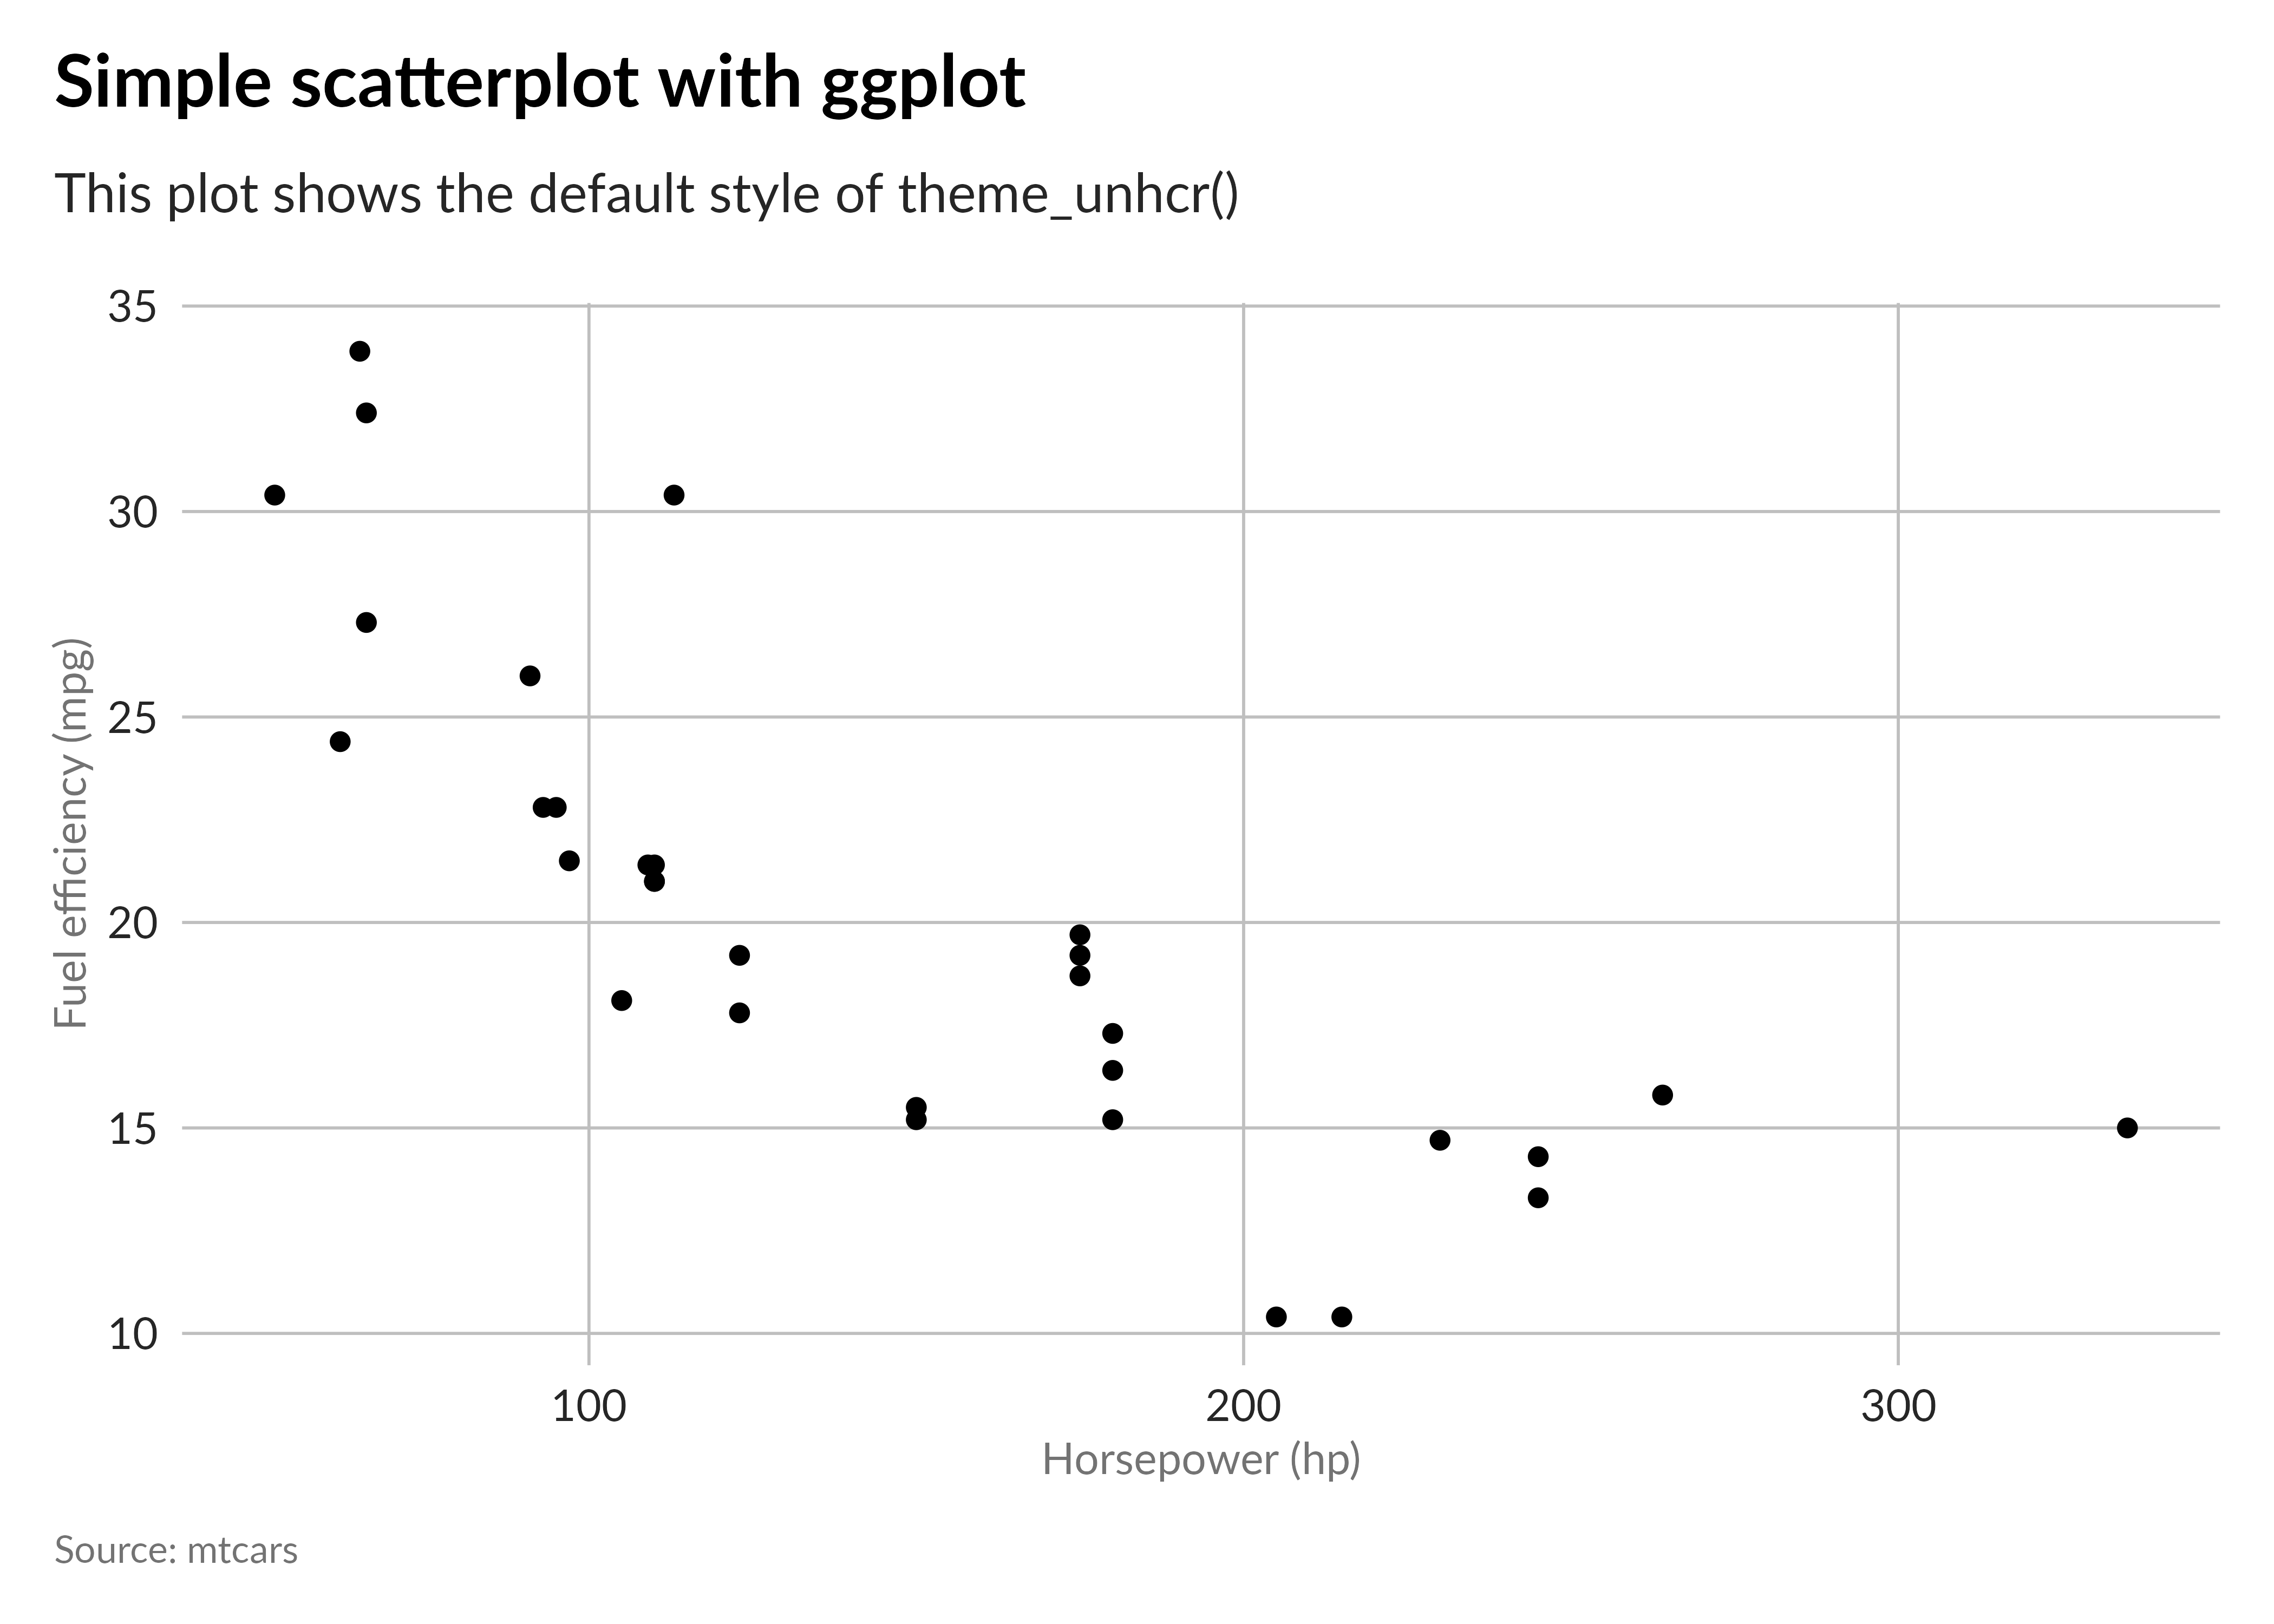 Simple scatterplot with ggplot
This plot shows the default style of theme_unhcr()
35
30
25
20
15
10
Fuel efficiency (mpg)
100 200 300
Horsepower (hp)
Source: mtcars